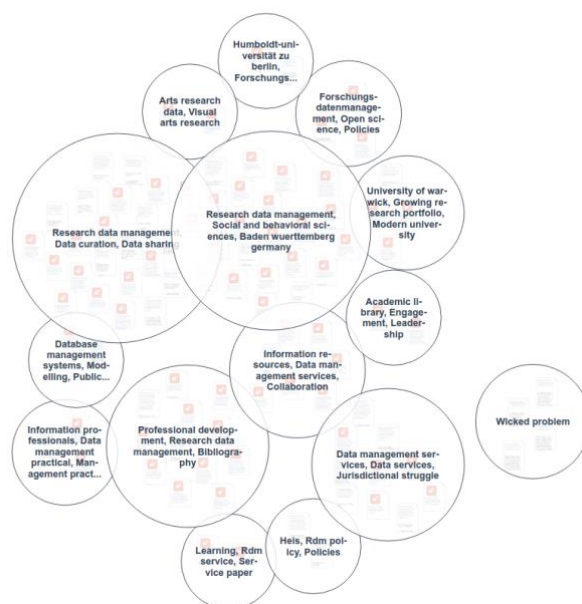 Humboldt-uni-
versität zu
berlin,
Forschungs...
Arts research
data, Visual
arts research
Forschungs-
datenmanage-
ment, Open sci-
ence, Policies
University of war-
wick, Growing re-
search portfolio,
Modern univer-
sity
Research data management,
Data curation, Data sharing
Research data management,
Social and behavioral sci-
ences, Baden wuerttemberg
germany
Academic li-
brary, Engage-
ment, Leader-
ship
Database
management
systems, Mod-
elling, Public...
Information re-
sources, Data man-
agement services,
Collaboration
Information pro-
fessionals, Data
management
practical, Man-
agement pract...
Professional develop-
ment, Research data
management, Bibliogra-
phy
Data management ser-
vices, Data services,
Jurisdictional struggle
Wicked problem
Learning, Rdm
service, Ser-
vice paper
Heis, Rdm pol-
icy, Policies